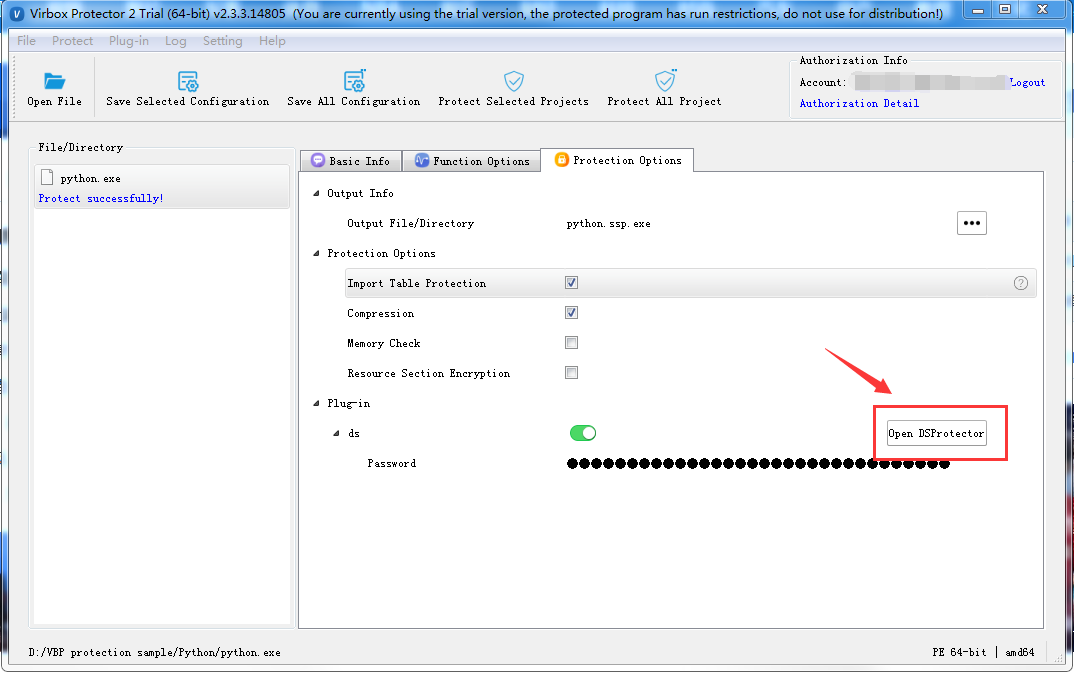 Virbox Protector 2 Trial (64-bit) v2.3.3.14805 (You are currently using the trial version, the protected program has run restrictions, do not use for distribution!)
File Protect Plug-in Log Setting Help
Open File Save Selected Configuration Save All Configuration Protect Selected Projects Protect All Project
Authorization Info
Account: Logout
Authorization Detail
File/Directory
python.exe
Protect successfully!
Basic Info Function Options Protection Options
Output Info
Output File/Directory python.ssp.exe
Protection Options
Import Table Protection
Compression
Memory Check
Resource Section Encryption
Plug-in
ds Open DSProtector
Password
D:/VBP protection sample/Python/python.exe PE 64-bit | amd64